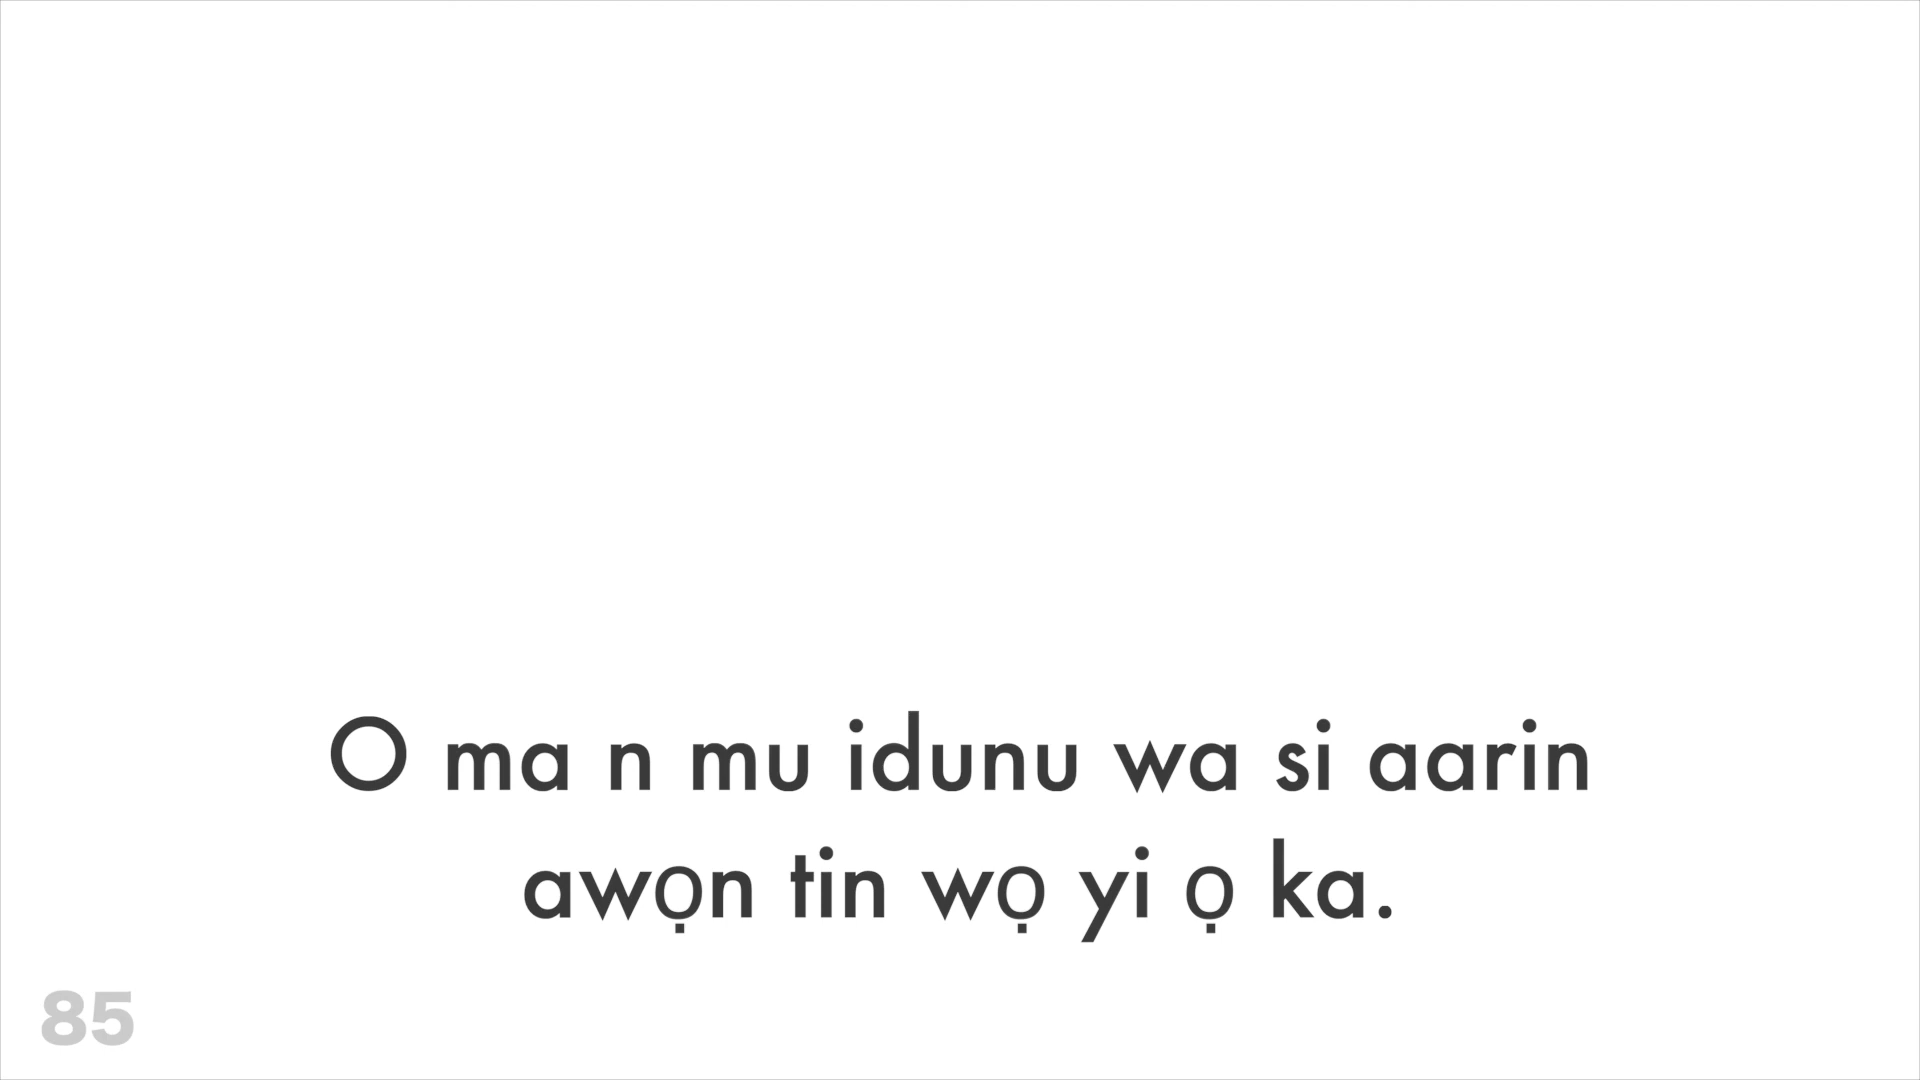 O ma n mu idunu wa si aarin
awọn tin wọ yi ọ ka.
85